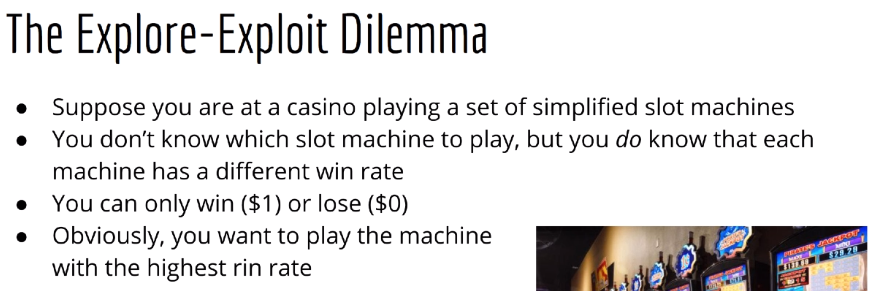 The Explore-Exploit Dilemma
● Suppose you are at a casino playing a set of simplified slot machines
● You don't know which slot machine to play, but you do know that each
machine has a different win rate
● You can only win ($1) or lose ($0)
● Obviously, you want to play the machine
with the highest rin rate
PIRATE'S JACKPOT